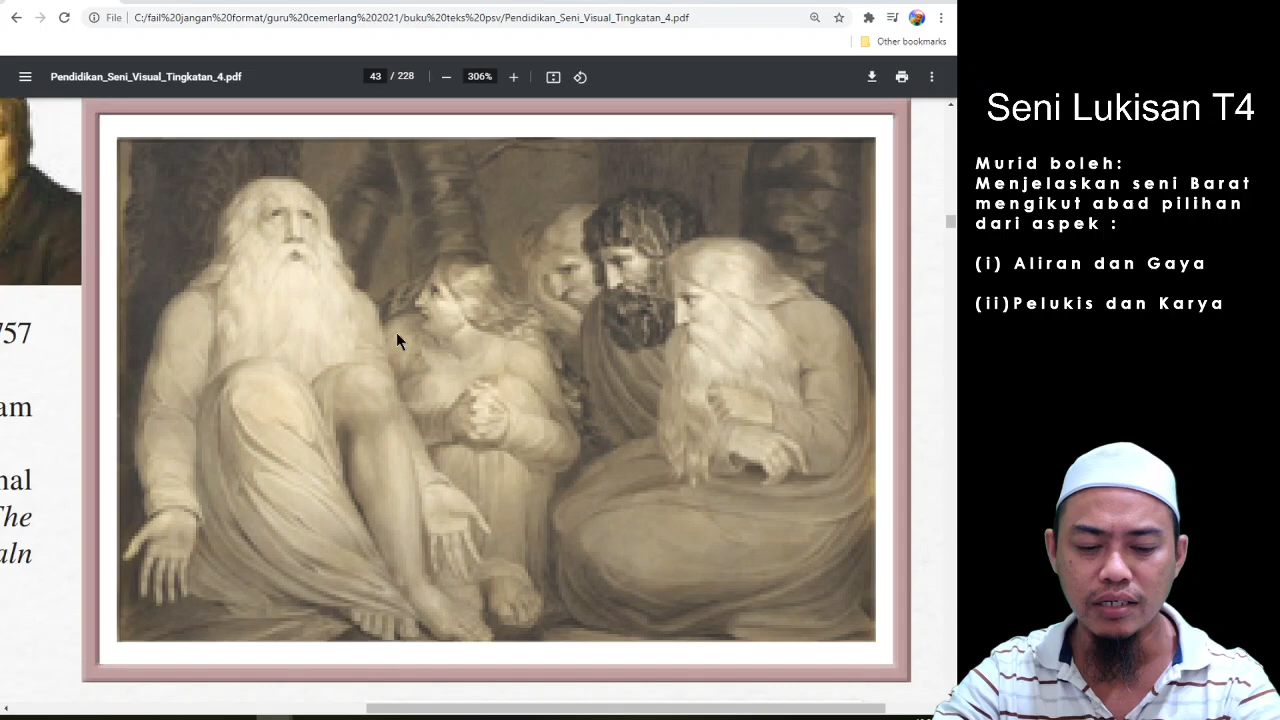 File
C:/fail%20jangan%20format/guru%20cemerlang%202021/buku%20teks%20psv/Pendidikan_Seni_Visual_Tingkatan_4.pdf
Other bookmarks
Pendidikan_Seni_Visual_Tingkatan_4.pdf
43 / 228
306%
757
am
nal
The
aln
Seni Lukisan T4
Murid boleh:
Menjelaskan seni Barat
mengikut abad pilihan
dari aspek :
(i) Aliran dan Gaya
(ii)Pelukis dan Karya